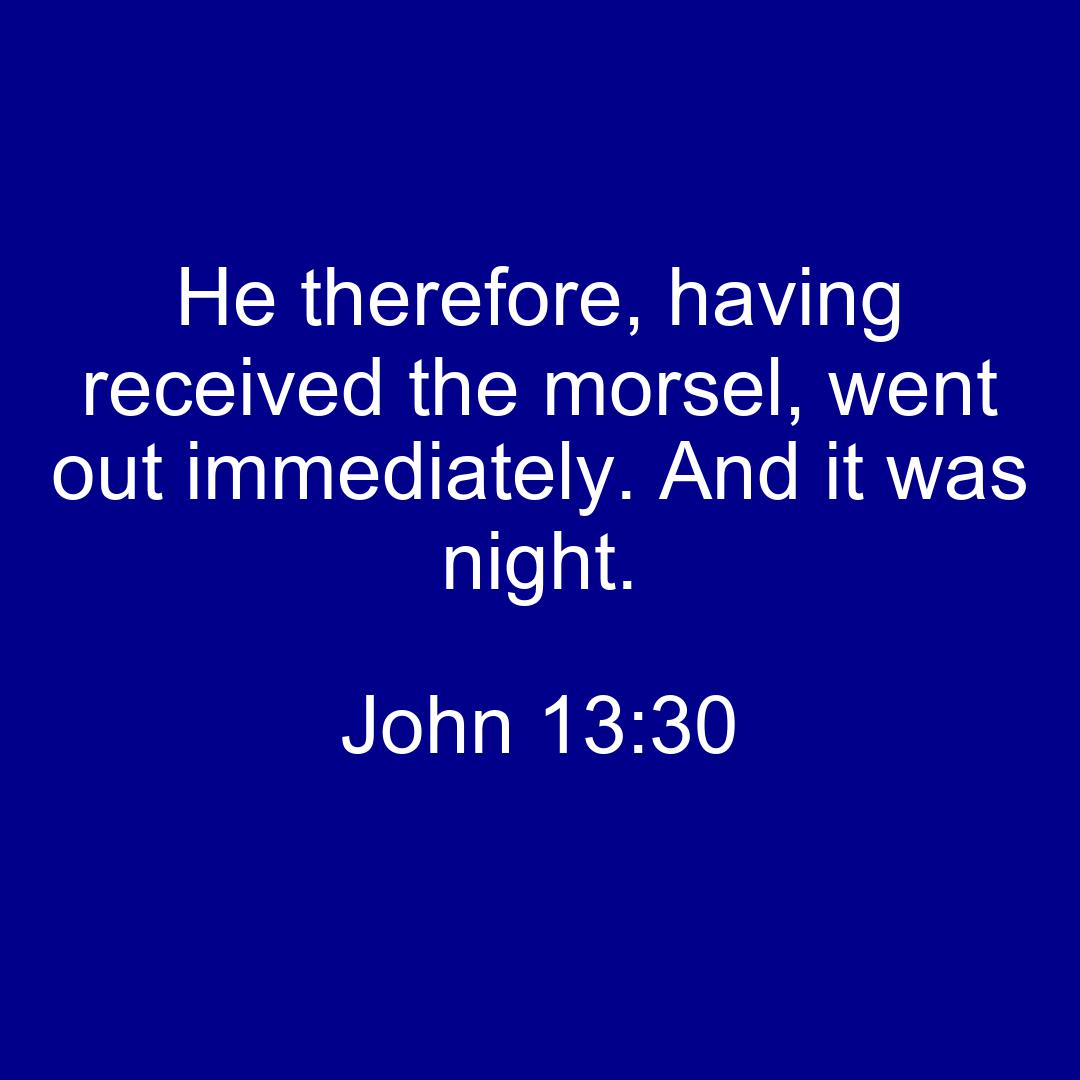 He therefore, having
received the morsel, went
out immediately. And it was
night.
John 13:30